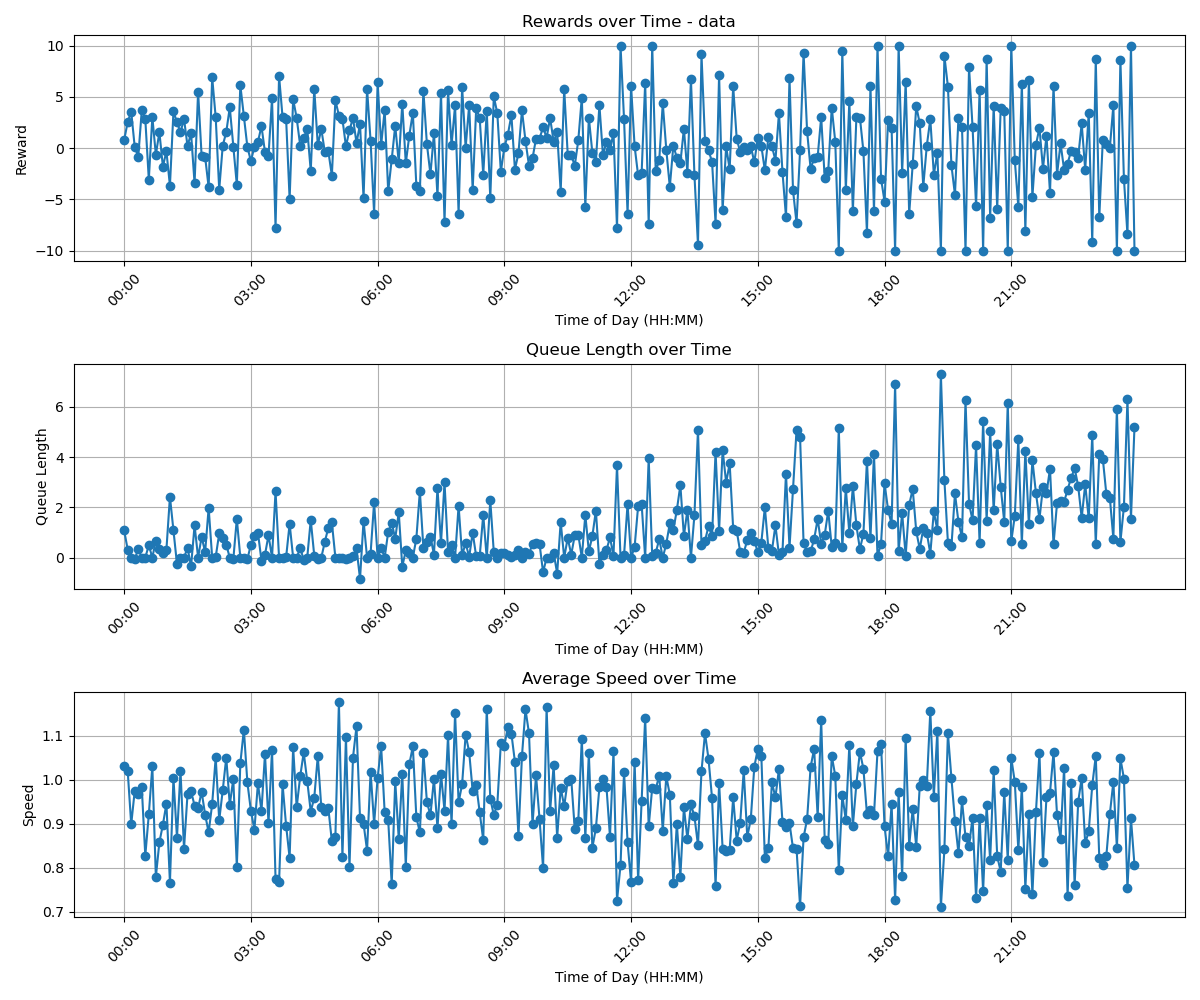 Rewards over Time - data
Reward
10
5
0
−5
−10
00:00 03:00 06:00 09:00 12:00 15:00 18:00 21:00
Time of Day (HH:MM)
Queue Length over Time
Queue Length
6
4
2
0
00:00 03:00 06:00 09:00 12:00 15:00 18:00 21:00
Time of Day (HH:MM)
Average Speed over Time
Speed
1.1
1.0
0.9
0.8
0.7
00:00 03:00 06:00 09:00 12:00 15:00 18:00 21:00
Time of Day (HH:MM)